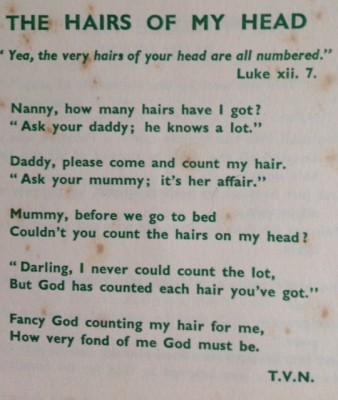 THE HAIRS OF MY HEAD
"Yea, the very hairs of your head are all numbered."
Luke xii. 7.
Nanny, how many hairs have I got?
"Ask your daddy; he knows a lot."
Daddy, please come and count my hair.
"Ask your mummy; it's her affair."
Mummy, before we go to bed
Couldn't you count the hairs on my head?
"Darling, I never could count the lot,
But God has counted each hair you've got."
Fancy God counting my hair for me,
How very fond of me God must be.
T.V.N.